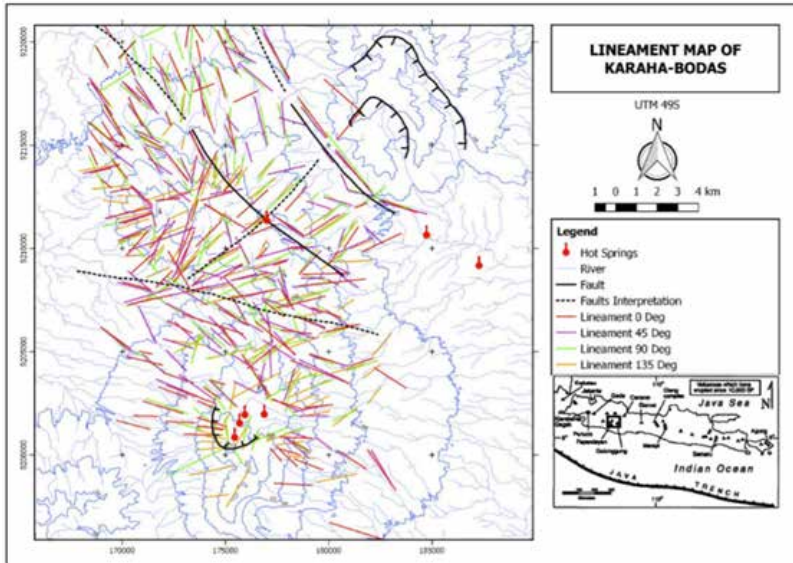 LINEAMENT MAP OF
KARAHA-BODAS
UTM 49S
N
1 0 1 2 3 4 km
Legend
Hot Springs
River
Fault
Faults Interpretation
Lineament 0 Deg
Lineament 45 Deg
Lineament 90 Deg
Lineament 135 Deg
9220000
9215000
9210000
9205000
9200000
170000
175000
180000
185000
Java Sea
N
Galunggung
Merapi
Indian Ocean
JAVA
TRENCH